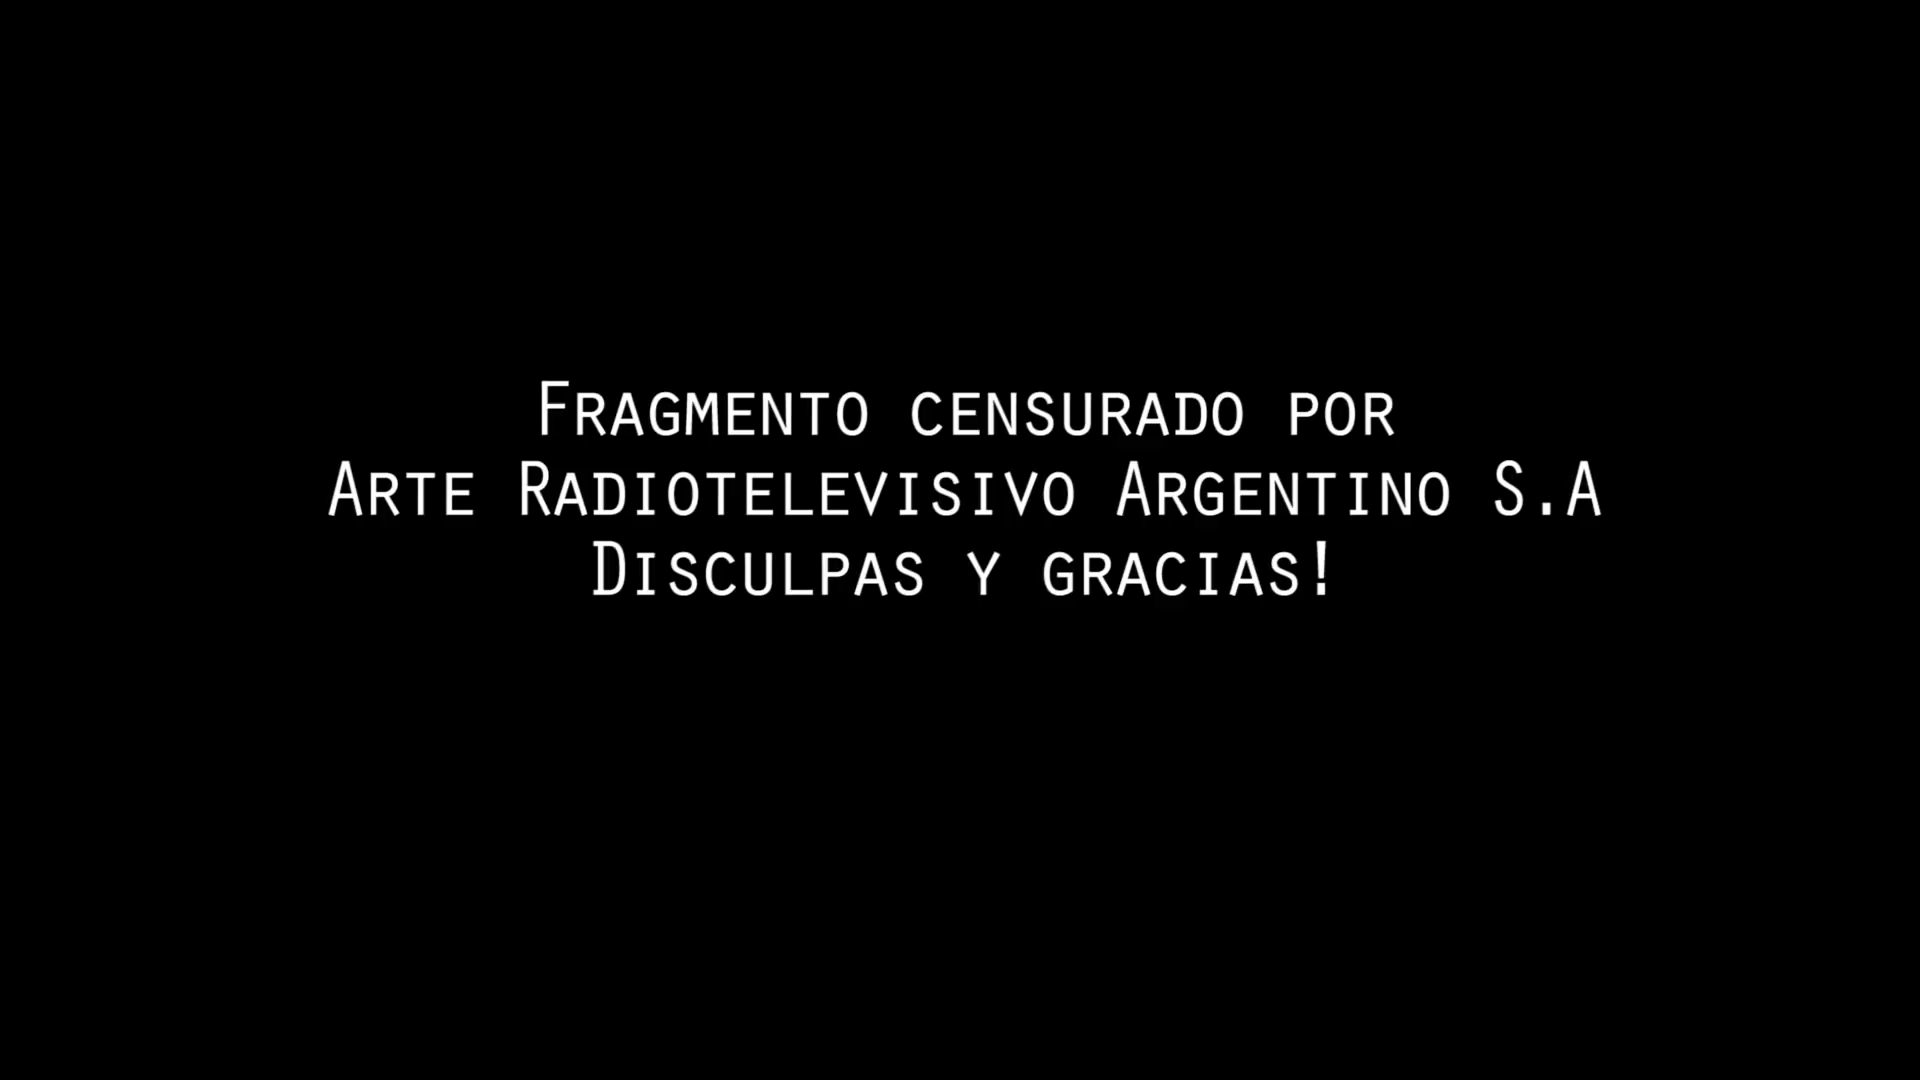 Fragmento censurado por
Arte Radiotelevisivo Argentino S.A
Disculpas y gracias!